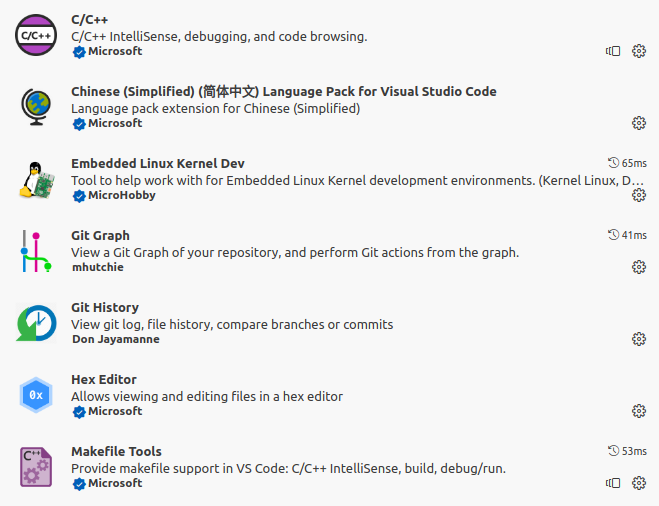 C/C++
C/C++
C/C++ IntelliSense, debugging, and code browsing.
Microsoft
Chinese (Simplified) (简体中文) Language Pack for Visual Studio Code
Language pack extension for Chinese (Simplified)
Microsoft
Embedded Linux Kernel Dev 65ms
Tool to help work with for Embedded Linux Kernel development environments. (Kernel Linux, D...
MicroHobby
Git Graph 41ms
View a Git Graph of your repository, and perform Git actions from the graph.
mhutchie
Git History
View git log, file history, compare branches or commits
Don Jayamanne
0x
Hex Editor
Allows viewing and editing files in a hex editor
Microsoft
C++
Makefile Tools 53ms
Provide makefile support in VS Code: C/C++ IntelliSense, build, debug/run.
Microsoft